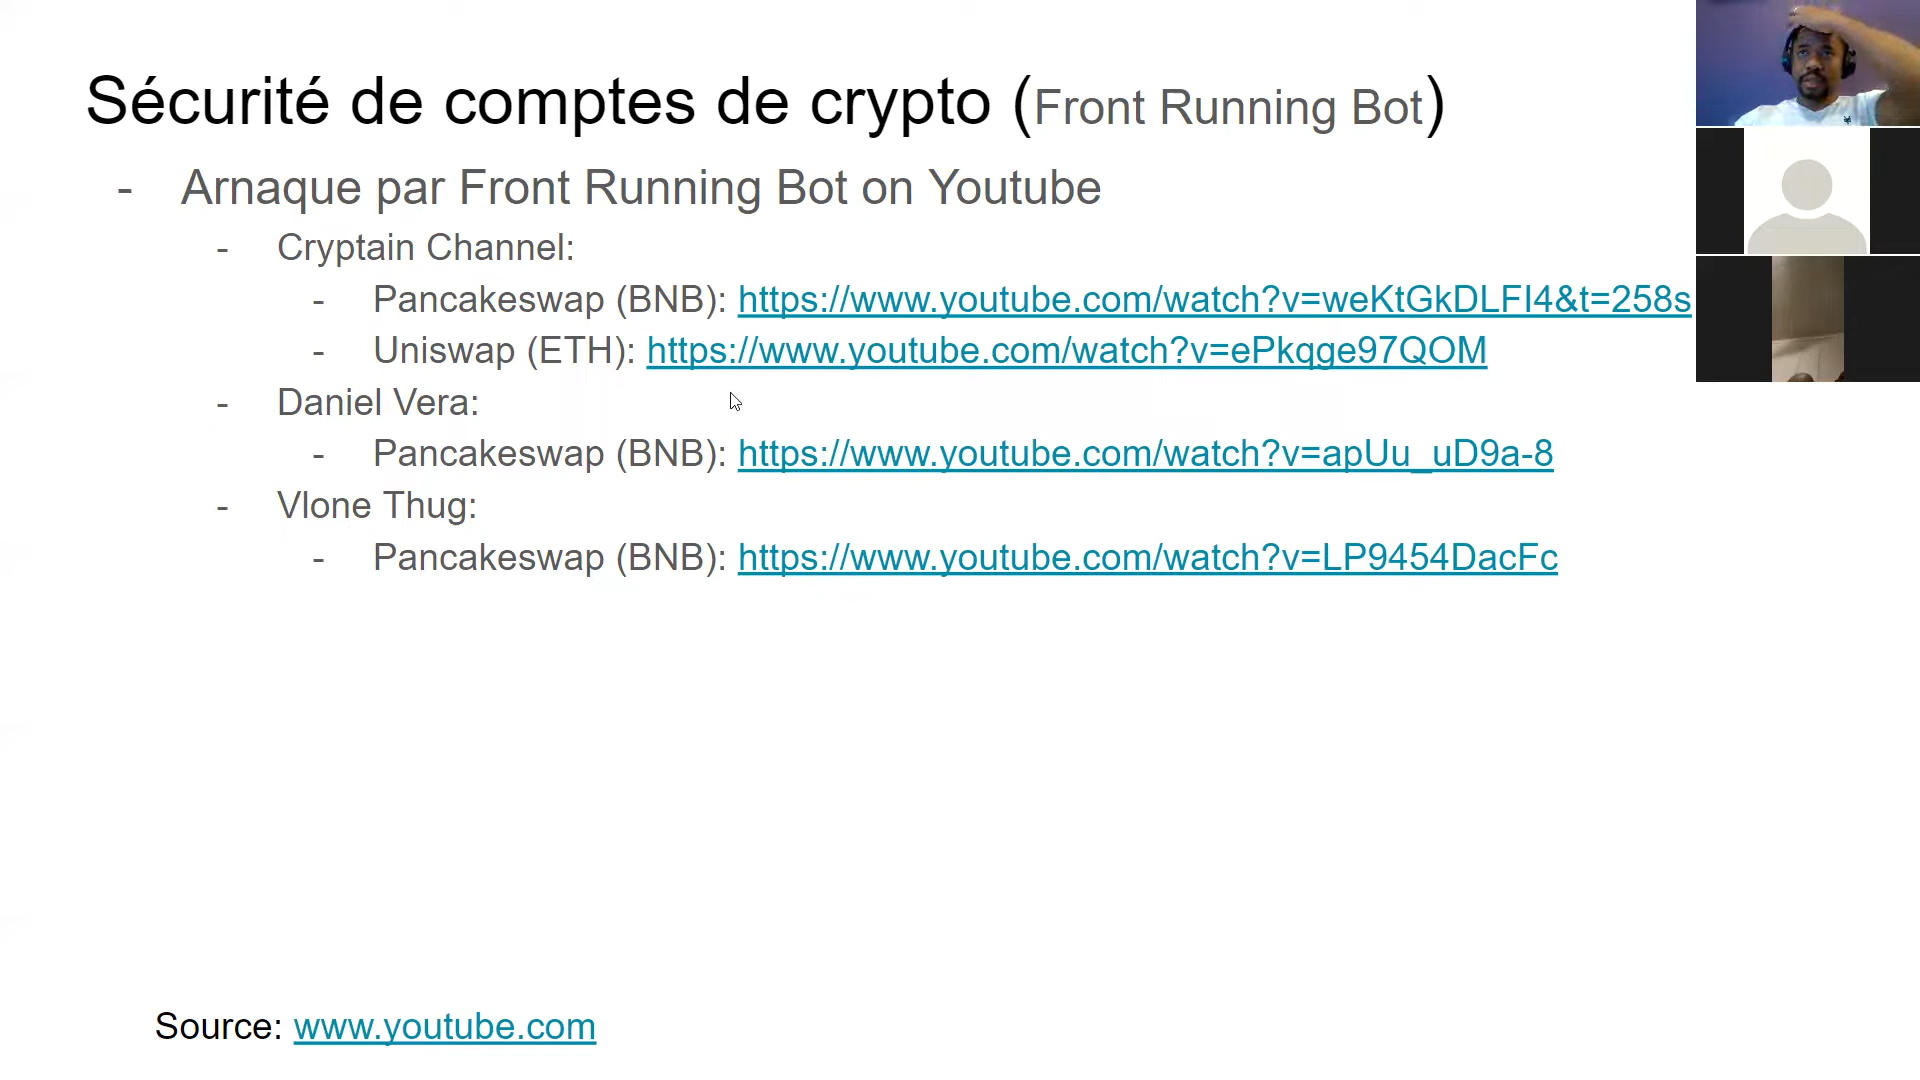 Sécurité de comptes de crypto (Front Running Bot)
- Arnaque par Front Running Bot on Youtube
- Cryptain Channel:
- Pancakeswap (BNB): https://www.youtube.com/watch?v=weKtGkDLFI4&t=258s
- Uniswap (ETH): https://www.youtube.com/watch?v=ePkqge97QOM
- Daniel Vera:
- Pancakeswap (BNB): https://www.youtube.com/watch?v=apUu_uD9a-8
- Vlone Thug:
- Pancakeswap (BNB): https://www.youtube.com/watch?v=LP9454DacFc
Source: www.youtube.com